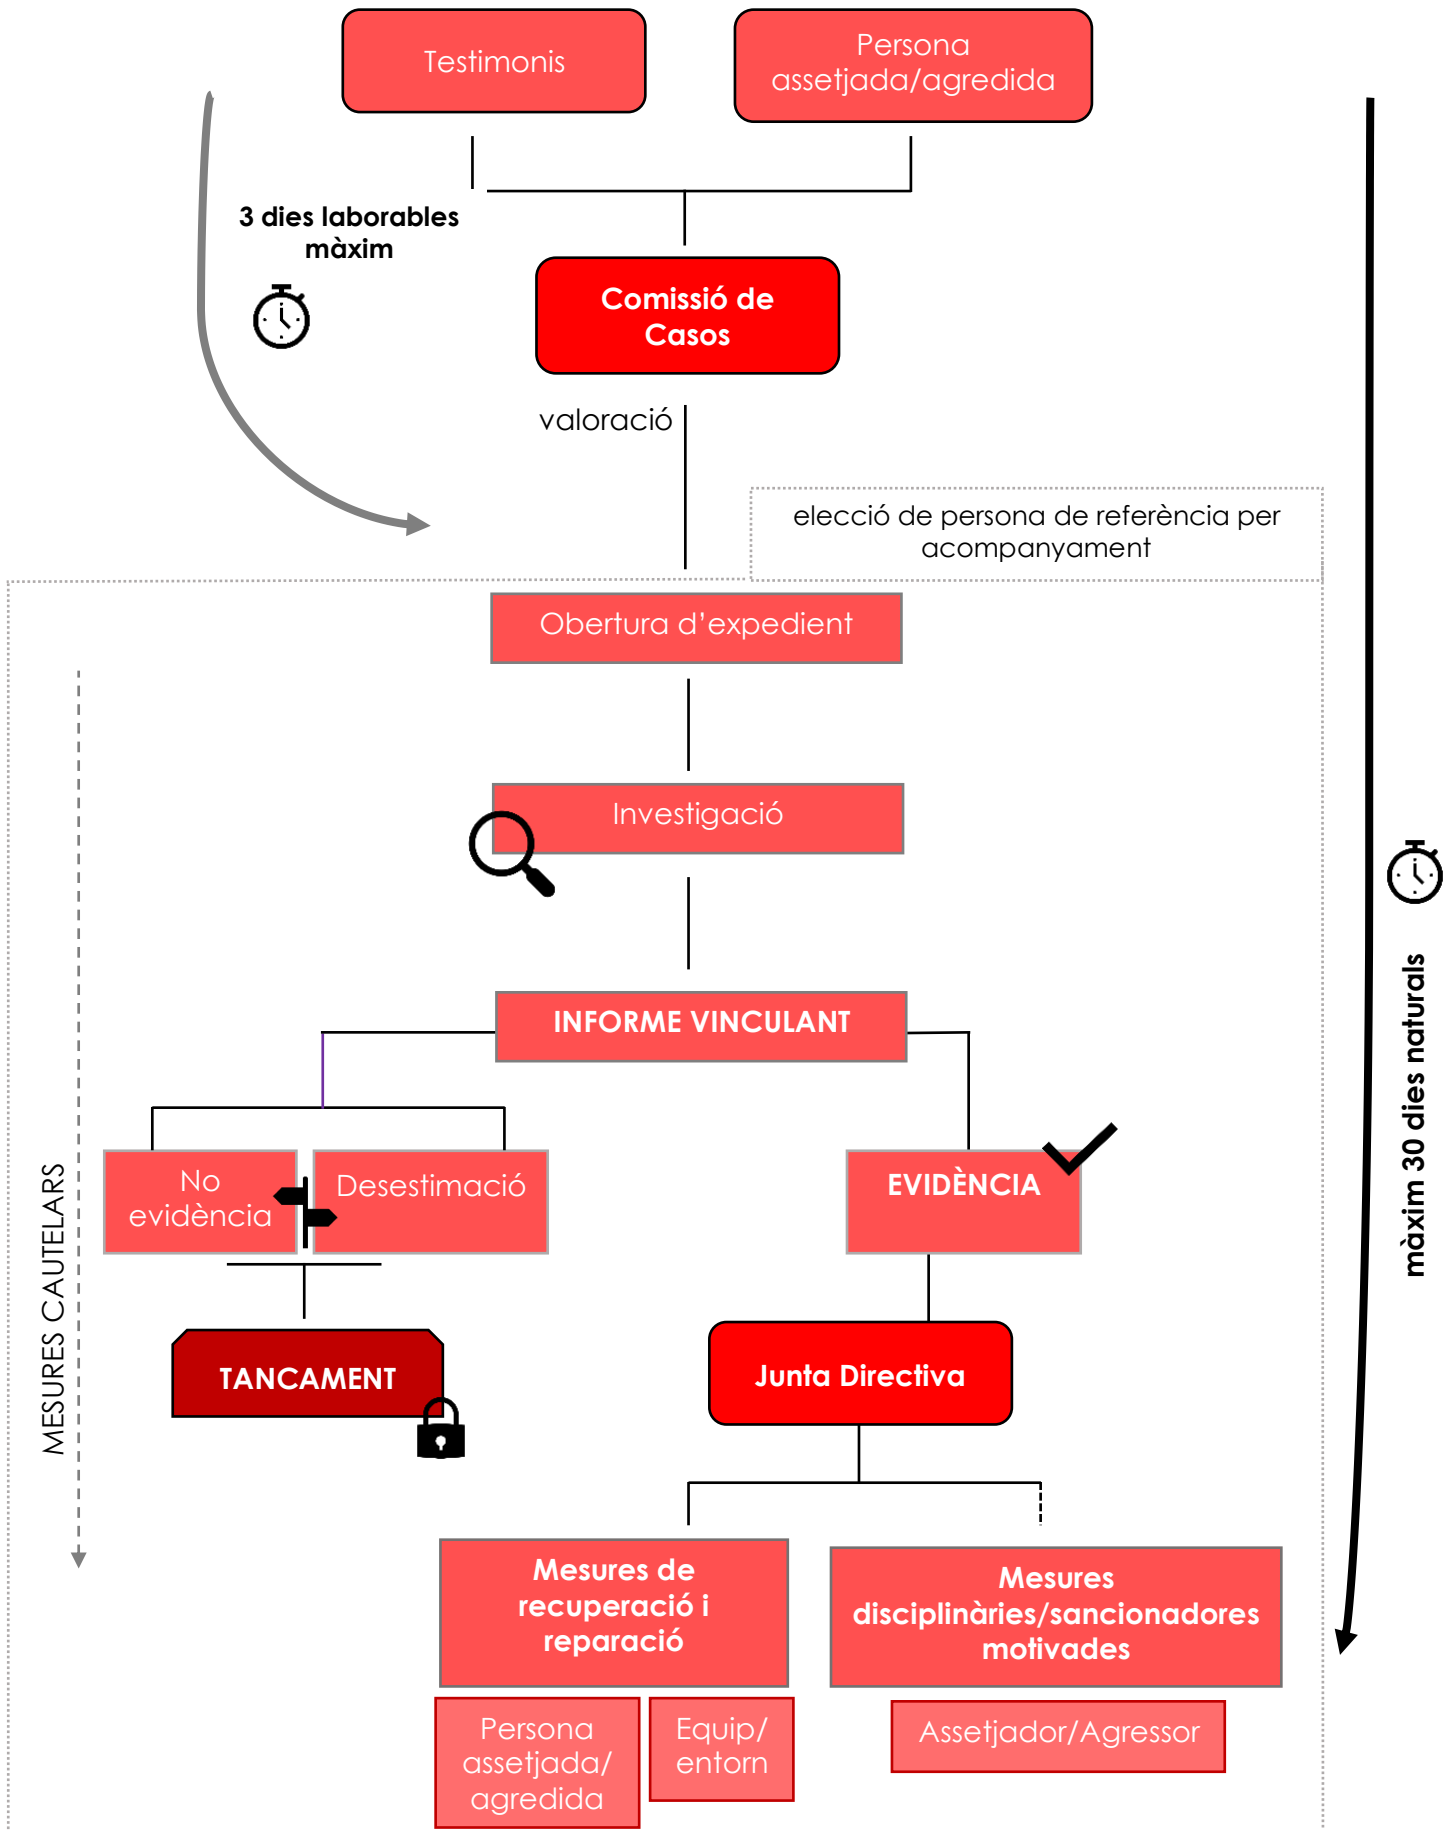 Testimonis
Persona
assetjada/agredida
3 dies laborables
màxim
Comissió de
Casos
valoració
elecció de persona de referència per
acompanyament
Obertura d’expedient
Investigació
INFORME VINCULANT
No
evidència
Desestimació
EVIDÈNCIA
TANCAMENT
Junta Directiva
MESURES CAUTELARS
màxim 30 dies naturals
Mesures de
recuperació i
reparació
Mesures
disciplinàries/sancionadores
motivades
Persona
assetjada/
agredida
Equip/
entorn
Assetjador/Agressor